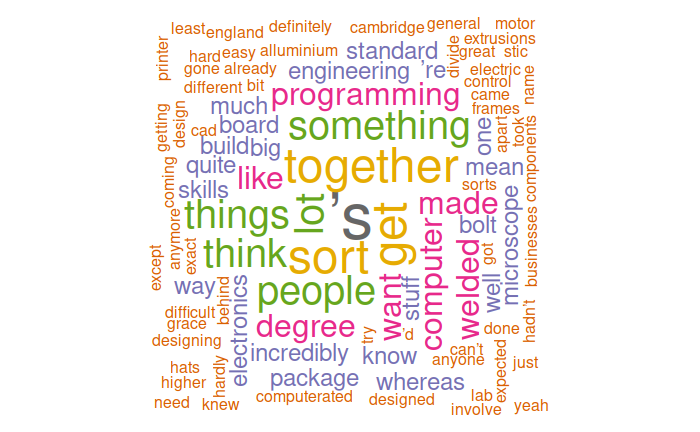 least england definitely cambridge general motor
printer hard easy alluminium standard divide great stic extrusions
gone already engineering 're electric name
different bit programming control came
getting design much something frames
cad board one apart took components
build big together mean
coming quite like sorts
skills made
things lot 's get bolt microscope businesses
anymore exact think sort computer welded got
except way people want stuff well
behind electronics hadn't
difficult degree try 'd done
grace
designing incredibly know can't anyone just
hats hardly package whereas expected
higher computerated designed lab
need knew involve yeah